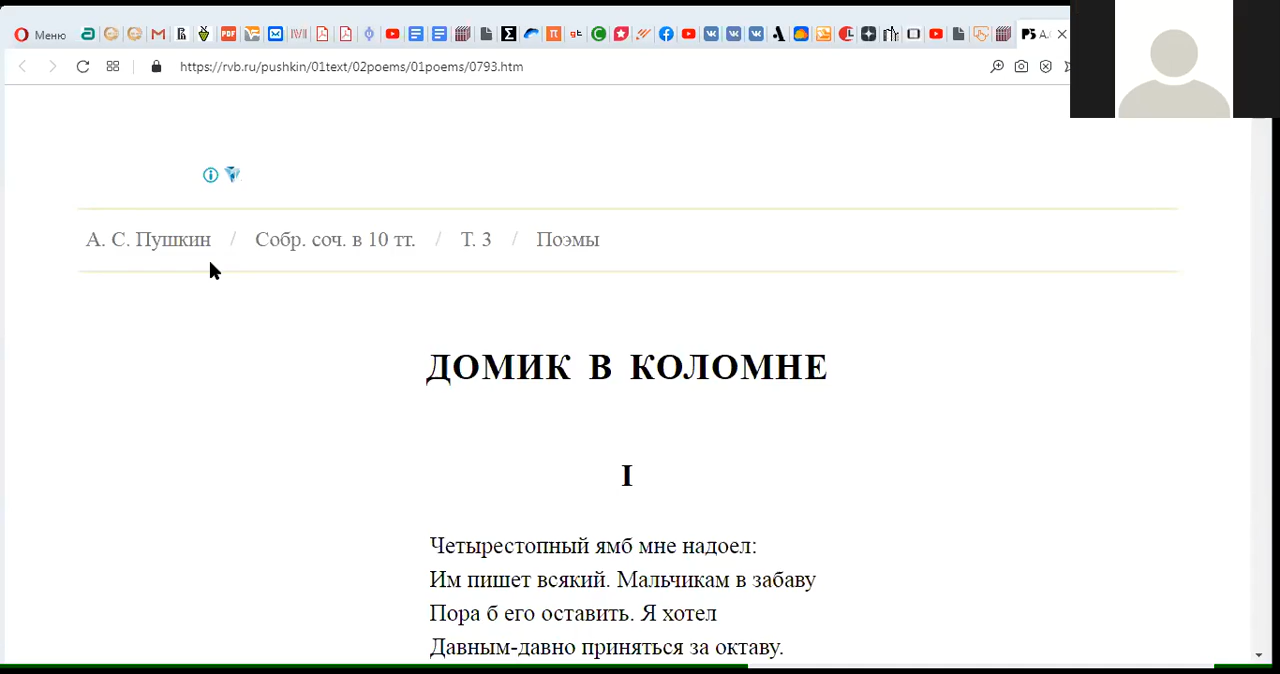 Меню
https://rvb.ru/pushkin/01text/02poems/01poems/0793.htm
А. С. Пушкин / Собр. соч. в 10 тт. / Т. 3 / Поэмы
ДОМИК В КОЛОМНЕ
I
Четырестопный ямб мне надоел:
Им пишет всякий. Мальчикам в забаву
Пора б его оставить. Я хотел
Давным-давно приняться за октаву.